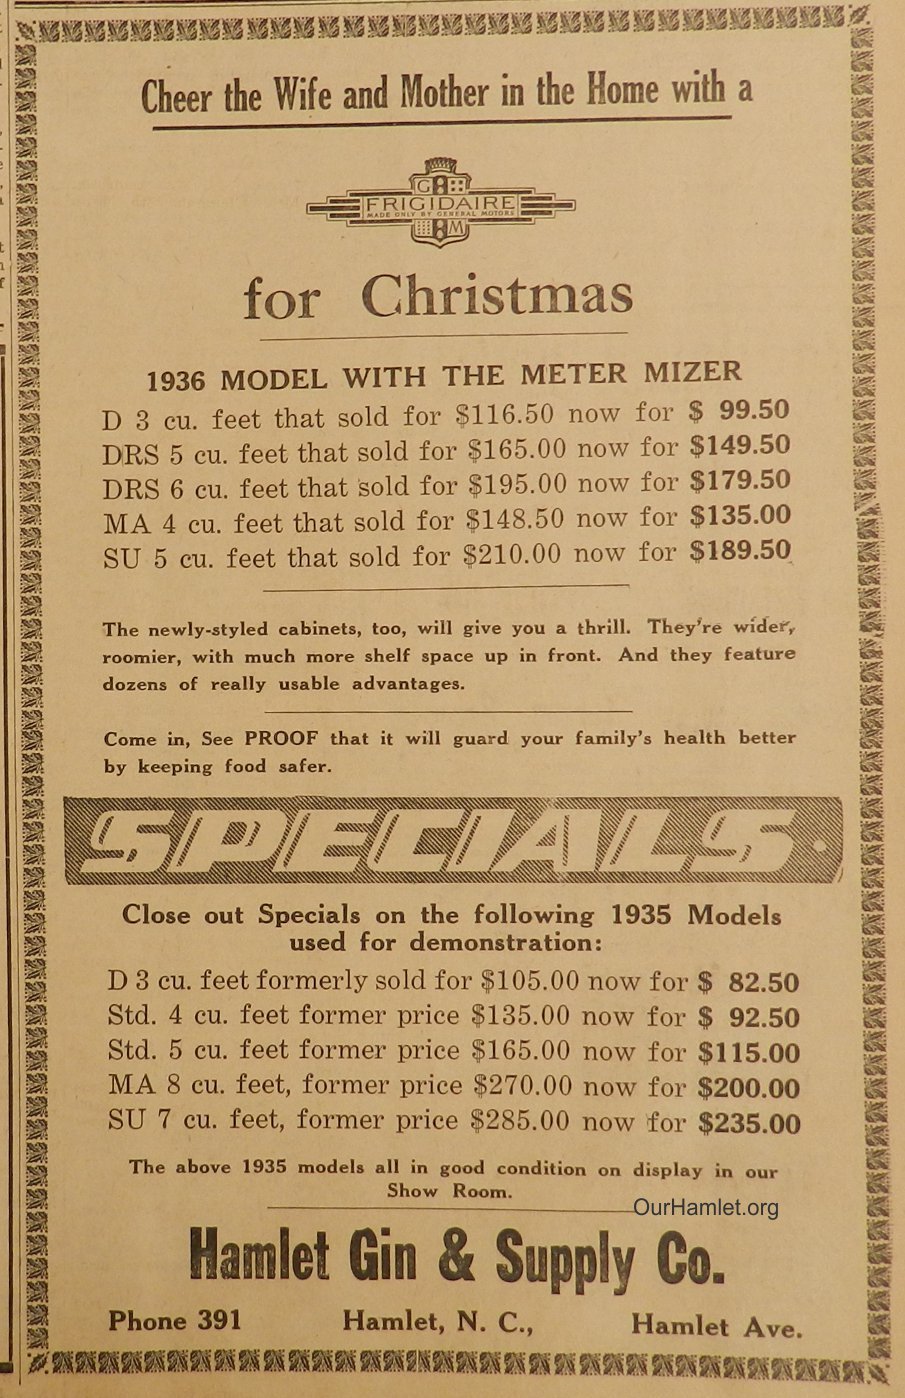 Cheer the Wife and Mother in the Home with a
G M
FRIGIDAIRE
MADE ONLY BY GENERAL MOTORS
for Christmas
1936 MODEL WITH THE METER MIZER
D 3 cu. feet that sold for $116.50 now for $ 99.50
DRS 5 cu. feet that sold for $165.00 now for $149.50
DRS 6 cu. feet that sold for $195.00 now for $179.50
MA 4 cu. feet that sold for $148.50 now for $135.00
SU 5 cu. feet that sold for $210.00 now for $189.50
The newly-styled cabinets, too, will give you a thrill. They're wider,
roomier, with much more shelf space up in front. And they feature
dozens of really usable advantages.
Come in, See PROOF that it will guard your family's health better
by keeping food safer.
SPECIALS
Close out Specials on the following 1935 Models
used for demonstration:
D 3 cu. feet formerly sold for $105.00 now for $ 82.50
Std. 4 cu. feet former price $135.00 now for $ 92.50
Std. 5 cu. feet former price $165.00 now for $115.00
MA 8 cu. feet, former price $270.00 now for $200.00
SU 7 cu. feet, former price $285.00 now for $235.00
The above 1935 models all in good condition on display in our
Show Room.
OurHamlet.org
Hamlet Gin & Supply Co.
Phone 391 Hamlet, N. C., Hamlet Ave.